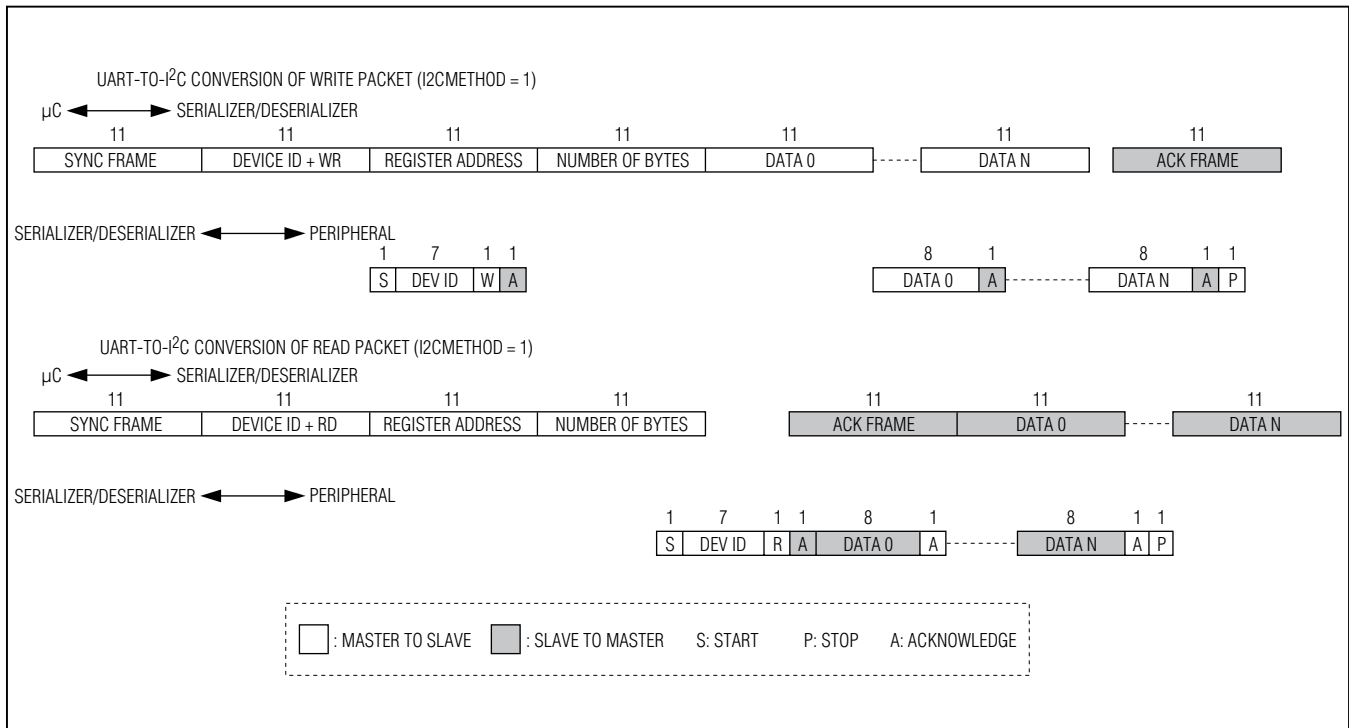 UART-TO-I²C CONVERSION OF WRITE PACKET (I2CMETHOD = 1)
µC SERIALIZER/DESERIALIZER
11 11 11 11 11 11 11
SYNC FRAME DEVICE ID + WR REGISTER ADDRESS NUMBER OF BYTES DATA 0 DATA N ACK FRAME
SERIALIZER/DESERIALIZER PERIPHERAL
1 7 1 1 8 1 8 1 1
S DEV ID W A DATA 0 A DATA N A P
UART-TO-I²C CONVERSION OF READ PACKET (I2CMETHOD = 1)
µC SERIALIZER/DESERIALIZER
11 11 11 11 11 11 11
SYNC FRAME DEVICE ID + RD REGISTER ADDRESS NUMBER OF BYTES ACK FRAME DATA 0 DATA N
SERIALIZER/DESERIALIZER PERIPHERAL
1 7 1 1 8 1 8 1 1
S DEV ID R A DATA 0 A DATA N A P
: MASTER TO SLAVE : SLAVE TO MASTER S: START P: STOP A: ACKNOWLEDGE